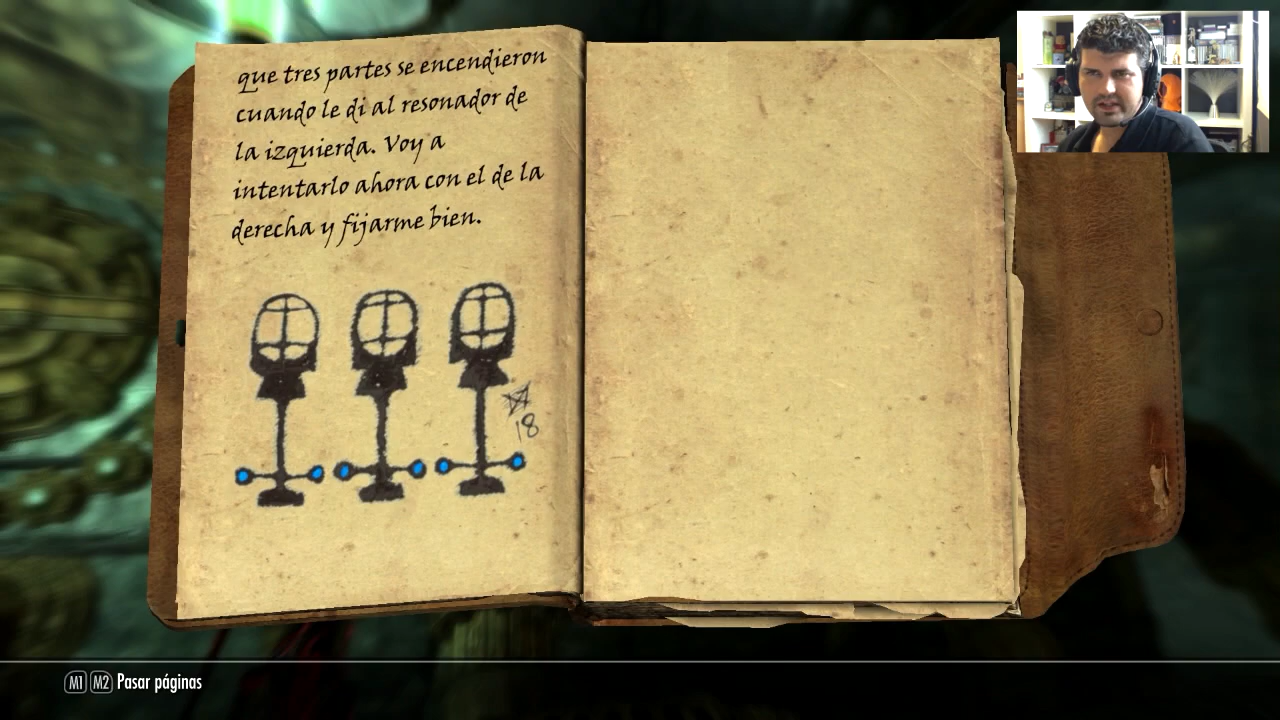 que tres partes se encendieron
cuando le di al resonador de
la izquierda. Voy a
intentarlo ahora con el de la
derecha y fijarme bien.
18
M1 M2 Pasar páginas